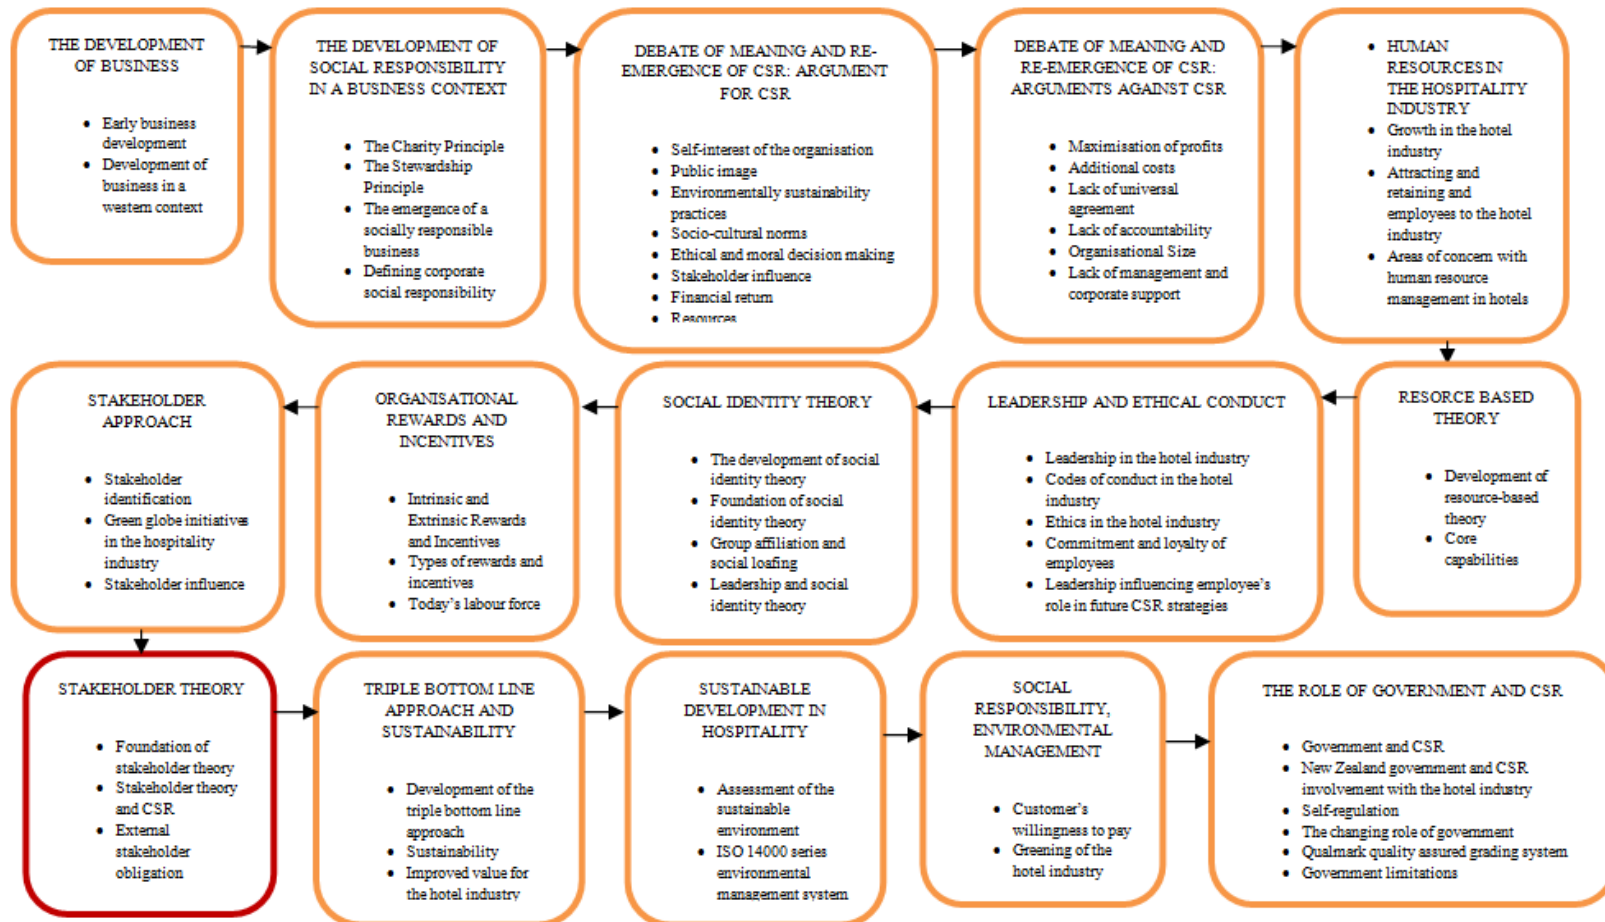 THE DEVELOPMENT
OF BUSINESS
• Early business
development
• Development of
business in a
western context
THE DEVELOPMENT OF
SOCIAL RESPONSIBILITY
IN A BUSINESS CONTEXT
• The Charity Principle
• The Stewardship
Principle
• The emergence of a
socially responsible
business
• Defining corporate
social responsibility
DEBATE OF MEANING AND RE-
EMERGENCE OF CSR: ARGUMENT
FOR CSR
• Self-interest of the organisation
• Public image
• Environmentally sustainability
practices
• Socio-cultural norms
• Ethical and moral decision making
• Stakeholder influence
• Financial return
• Resources
DEBATE OF MEANING AND
RE-EMERGENCE OF CSR:
ARGUMENTS AGAINST CSR
• Maximisation of profits
• Additional costs
• Lack of universal
agreement
• Lack of accountability
• Organisational Size
• Lack of management and
corporate support
• HUMAN
RESOURCES IN
THE HOSPITALITY
INDUSTRY
• Growth in the hotel
industry
• Attracting and
retaining and
employees to the hotel
industry
• Areas of concern with
human resource
management in hotels
RESORCE BASED
THEORY
• Development of
resource-based
theory
• Core
capabilities
LEADERSHIP AND ETHICAL CONDUCT
• Leadership in the hotel industry
• Codes of conduct in the hotel
industry
• Ethics in the hotel industry
• Commitment and loyalty of
employees
• Leadership influencing employee's
role in future CSR strategies
SOCIAL IDENTITY THEORY
• The development of social
identity theory
• Foundation of social
identity theory
• Group affiliation and
social loafing
• Leadership and social
identity theory
ORGANISATIONAL
REWARDS AND
INCENTIVES
• Intrinsic and
Extrinsic Rewards
and Incentives
• Types of rewards and
incentives
• Today's labour force
STAKEHOLDER
APPROACH
• Stakeholder
identification
• Green globe initiatives
in the hospitality
industry
• Stakeholder influence
STAKEHOLDER THEORY
• Foundation of
stakeholder theory
• Stakeholder theory
and CSR
• External
stakeholder
obligation
TRIPLE BOTTOM LINE
APPROACH AND
SUSTAINABILITY
• Development of the
triple bottom line
approach
• Sustainability
• Improved value for
the hotel industry
SUSTAINABLE
DEVELOPMENT IN
HOSPITALITY
• Assessment of the
sustainable
environment
• ISO 14000 series
environmental
management system
SOCIAL
RESPONSIBILITY,
ENVIRONMENTAL
MANAGEMENT
• Customer's
willingness to pay
• Greening of the
hotel industry
THE ROLE OF GOVERNMENT AND CSR
• Government and CSR
• New Zealand government and CSR
involvement with the hotel industry
• Self-regulation
• The changing role of government
• Qualmark quality assured grading system
• Government limitations